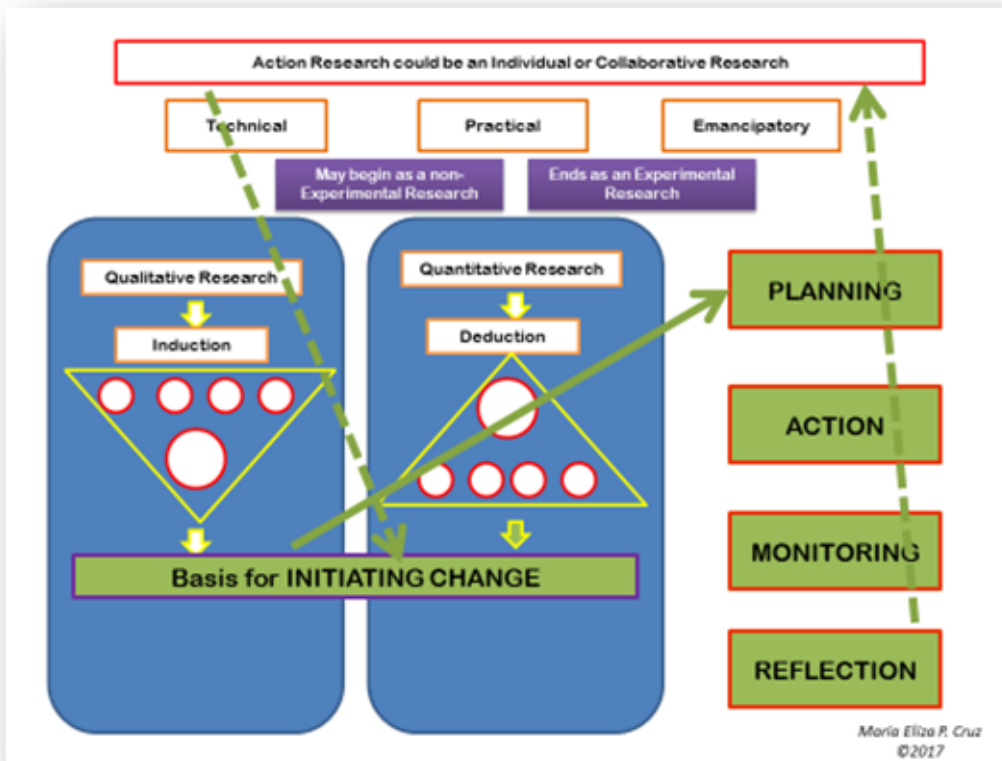 Action Research could be an Individual or Collaborative Research
Technical
Practical
Emancipatory
May begin as a non-
Experimental Research
Ends as an Experimental
Research
Qualitative Research
Induction
Quantitative Research
Deduction
Basis for INITIATING CHANGE
PLANNING
ACTION
MONITORING
REFLECTION
Maria Eliza P. Cruz
©2017